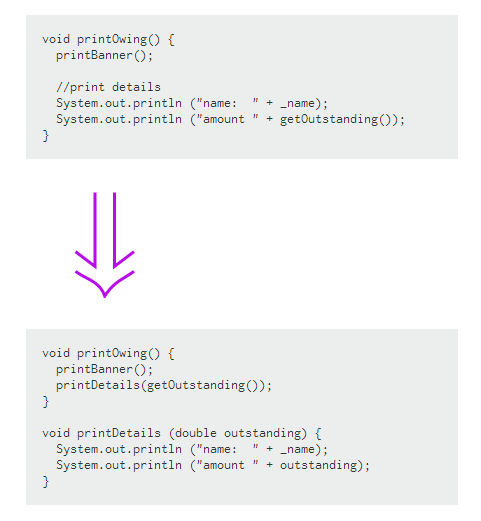 void printOwing() {
  printBanner();

  //print details
  System.out.println ("name:  " + _name);
  System.out.println ("amount " + getOutstanding());
}

void printOwing() {
  printBanner();
  printDetails(getOutstanding());
}

void printDetails (double outstanding) {
  System.out.println ("name:  " + _name);
  System.out.println ("amount " + outstanding);
}